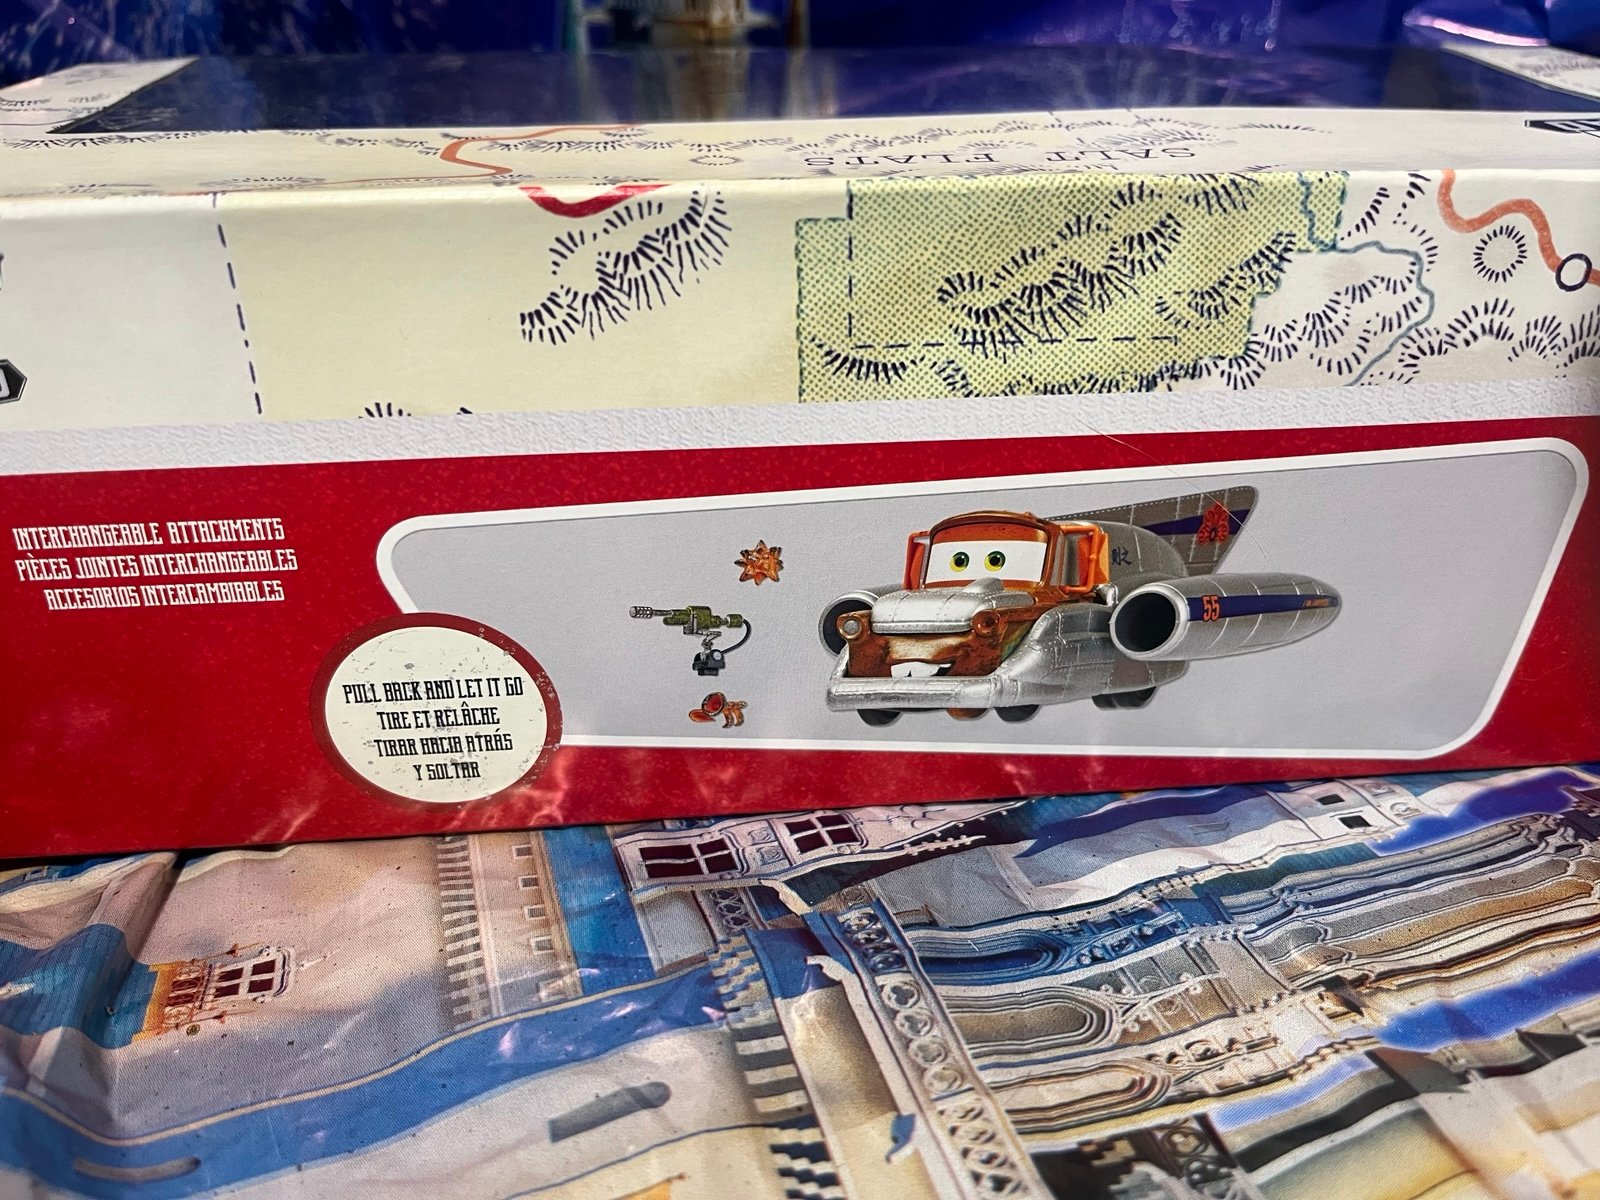 SALT FLATS
INTERCHANGEABLE ATTACHMENTS
PIÈCES JOINTES INTERCHANGEABLES
ACCESORIOS INTERCAMBIABLES
PULL BACK AND LET IT GO
TIRE ET RELÂCHE
TIRAR HACIA ATRÁS
Y SOLTAR
55